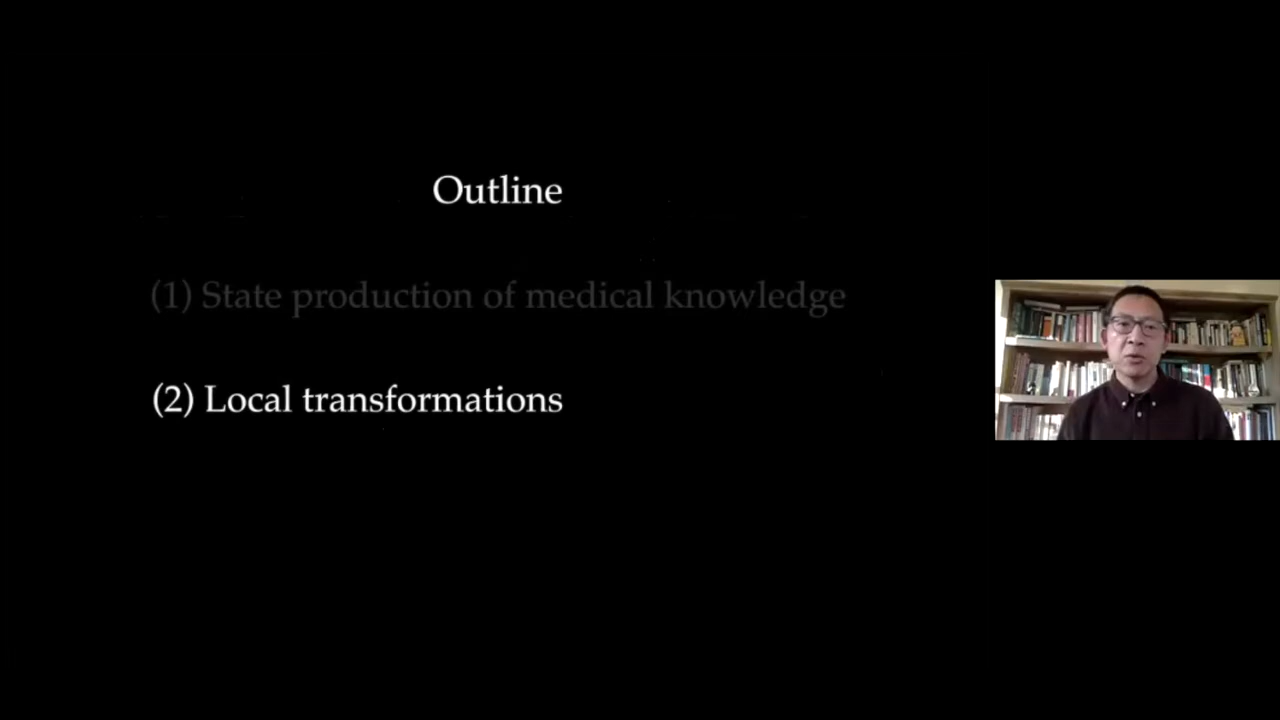 Outline
(1) State production of medical knowledge
(2) Local transformations